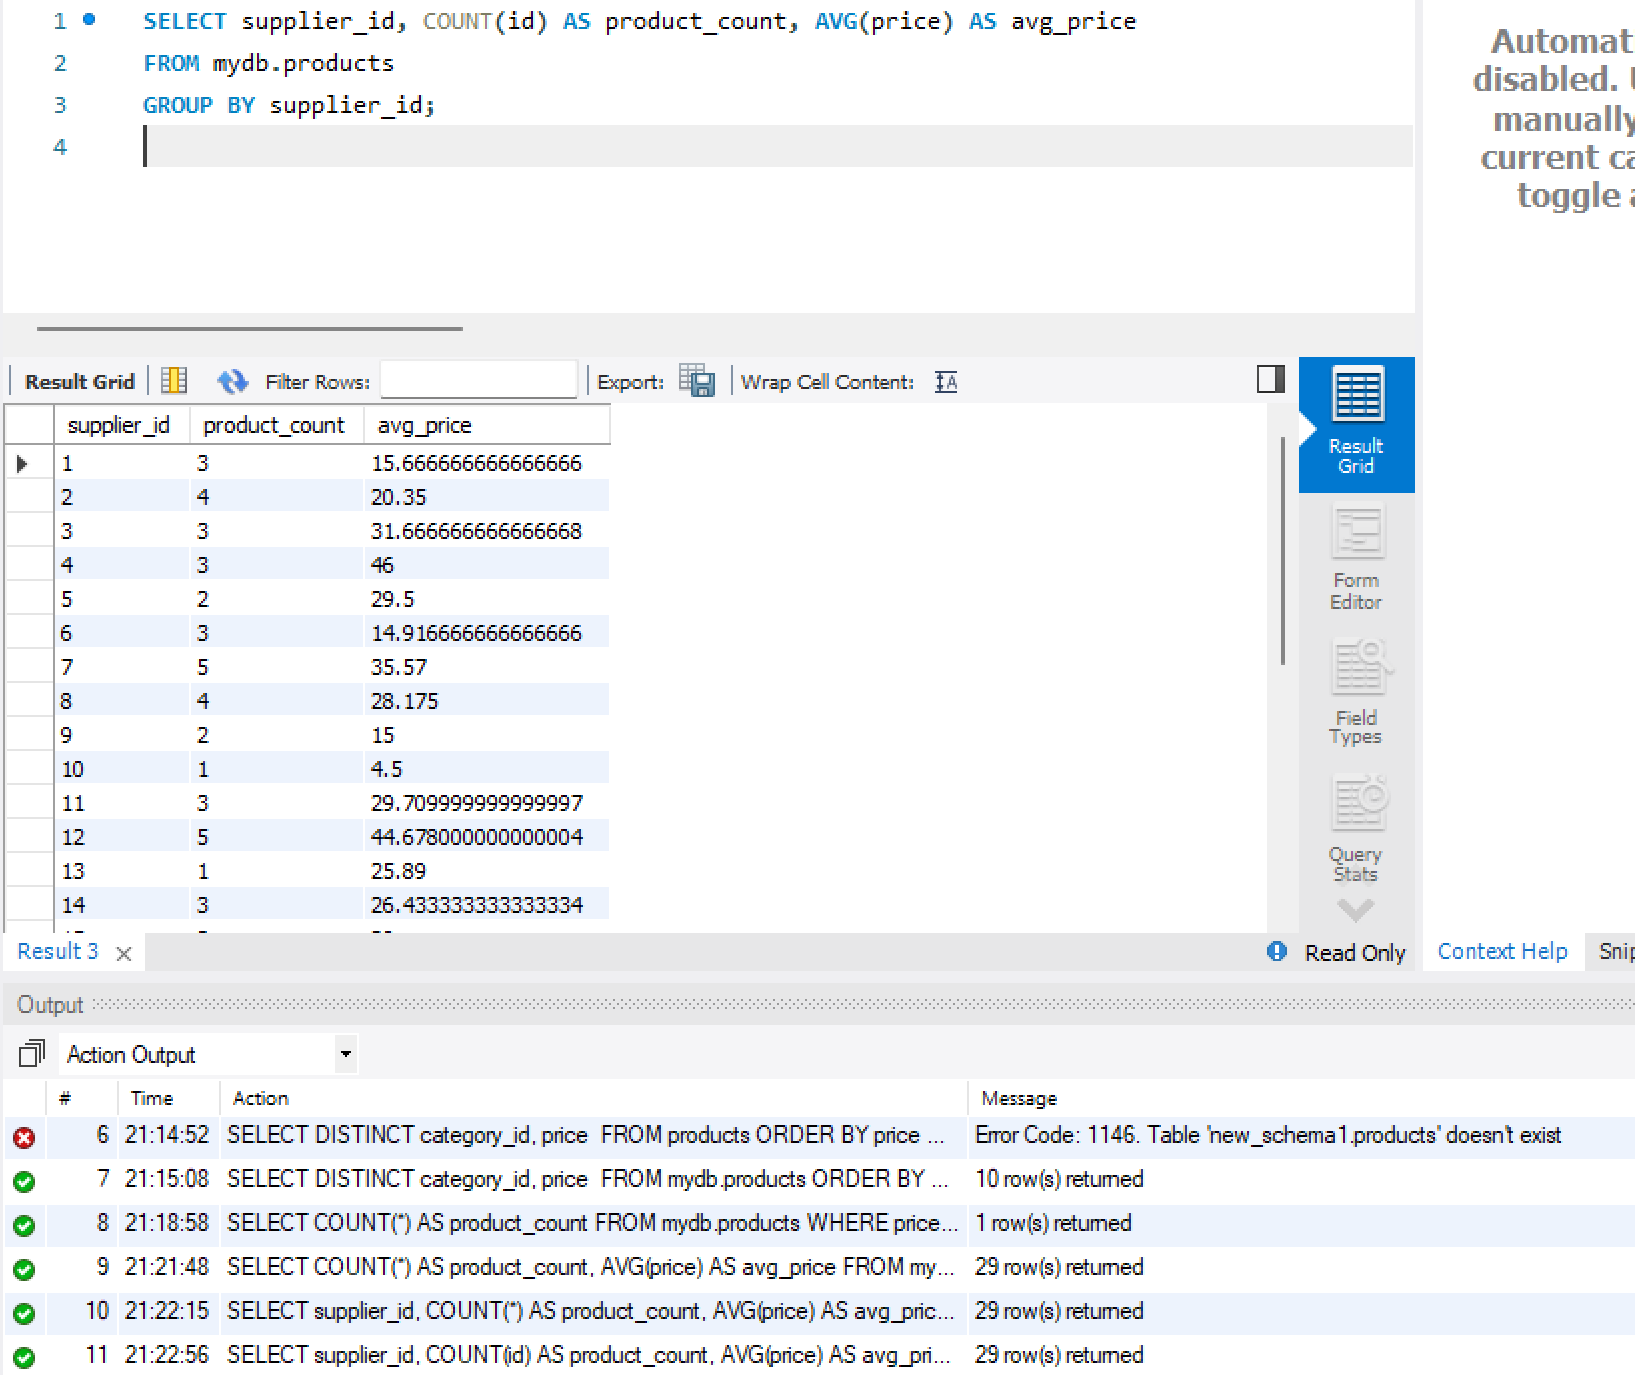 1 SELECT supplier_id, COUNT(id) AS product_count, AVG(price) AS avg_price
2 FROM mydb.products
3 GROUP BY supplier_id;
4
Automat
disabled.
manually
current ca
toggle a
Result Grid Filter Rows: Export: Wrap Cell Content:
supplier_id product_count avg_price
1 3 15.666666666666666
2 4 20.35
3 3 31.666666666666668
4 3 46
5 2 29.5
6 3 14.916666666666666
7 5 35.57
8 4 28.175
9 2 15
10 1 4.5
11 3 29.709999999999997
12 5 44.678000000000004
13 1 25.89
14 3 26.433333333333334
Result
Grid
Form
Editor
Field
Types
Query
Stats
Result 3 Read Only Context Help Snip
Output
Action Output
# Time Action Message
6 21:14:52 SELECT DISTINCT category_id, price FROM products ORDER BY price ... Error Code: 1146. Table 'new_schema1.products' doesn't exist
7 21:15:08 SELECT DISTINCT category_id, price FROM mydb.products ORDER BY ... 10 row(s) returned
8 21:18:58 SELECT COUNT(*) AS product_count FROM mydb.products WHERE price... 1 row(s) returned
9 21:21:48 SELECT COUNT(*) AS product_count, AVG(price) AS avg_price FROM my... 29 row(s) returned
10 21:22:15 SELECT supplier_id, COUNT(*) AS product_count, AVG(price) AS avg_pric... 29 row(s) returned
11 21:22:56 SELECT supplier_id, COUNT(id) AS product_count, AVG(price) AS avg_pri... 29 row(s) returned